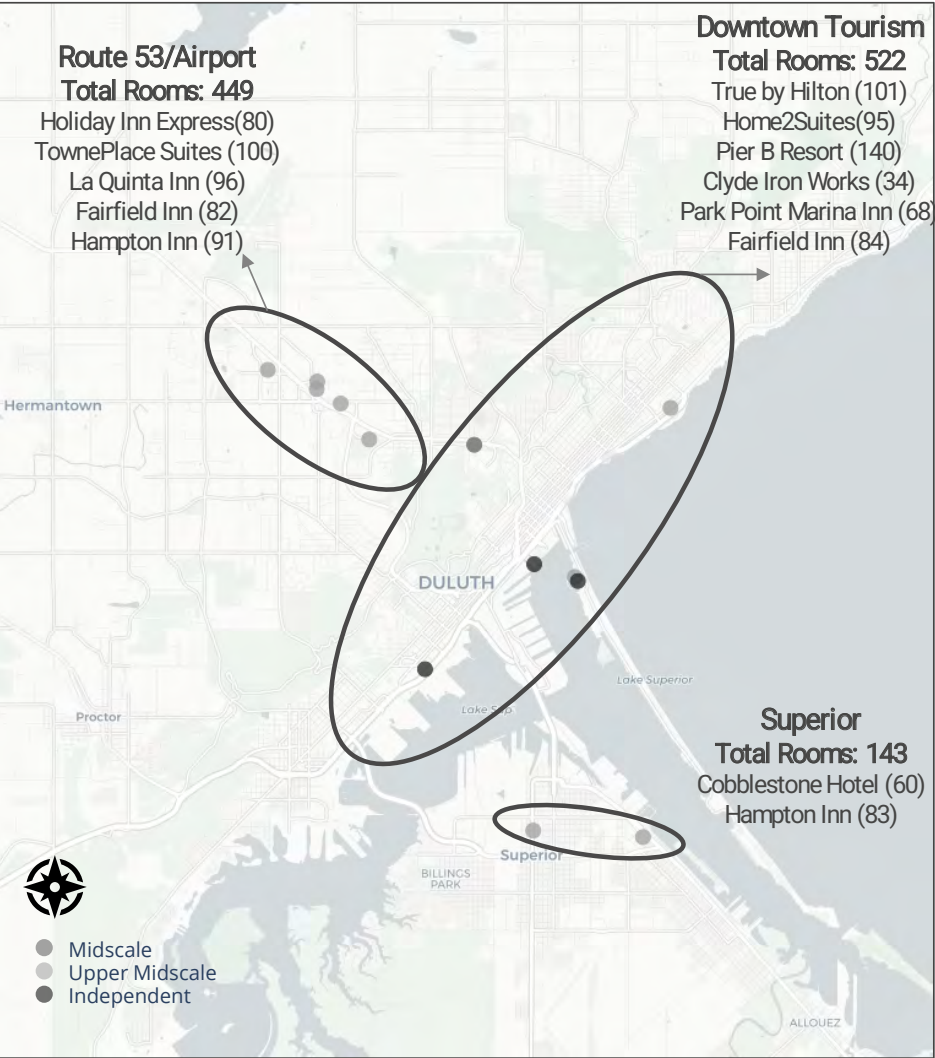 Route 53/Airport
Total Rooms: 449
Holiday Inn Express(80)
TownePlace Suites (100)
La Quinta Inn (96)
Fairfield Inn (82)
Hampton Inn (91)
Downtown Tourism
Total Rooms: 522
True by Hilton (101)
Home2Suites(95)
Pier B Resort (140)
Clyde Iron Works (34)
Park Point Marina Inn (68)
Fairfield Inn (84)
Hermantown
DULUTH
Lake Superior
Lake Sup
Proctor
Superior
Total Rooms: 143
Cobblestone Hotel (60)
Hampton Inn (83)
Superior
BILLINGS
PARK
Midscale
Upper Midscale
Independent
ALLOUEZ